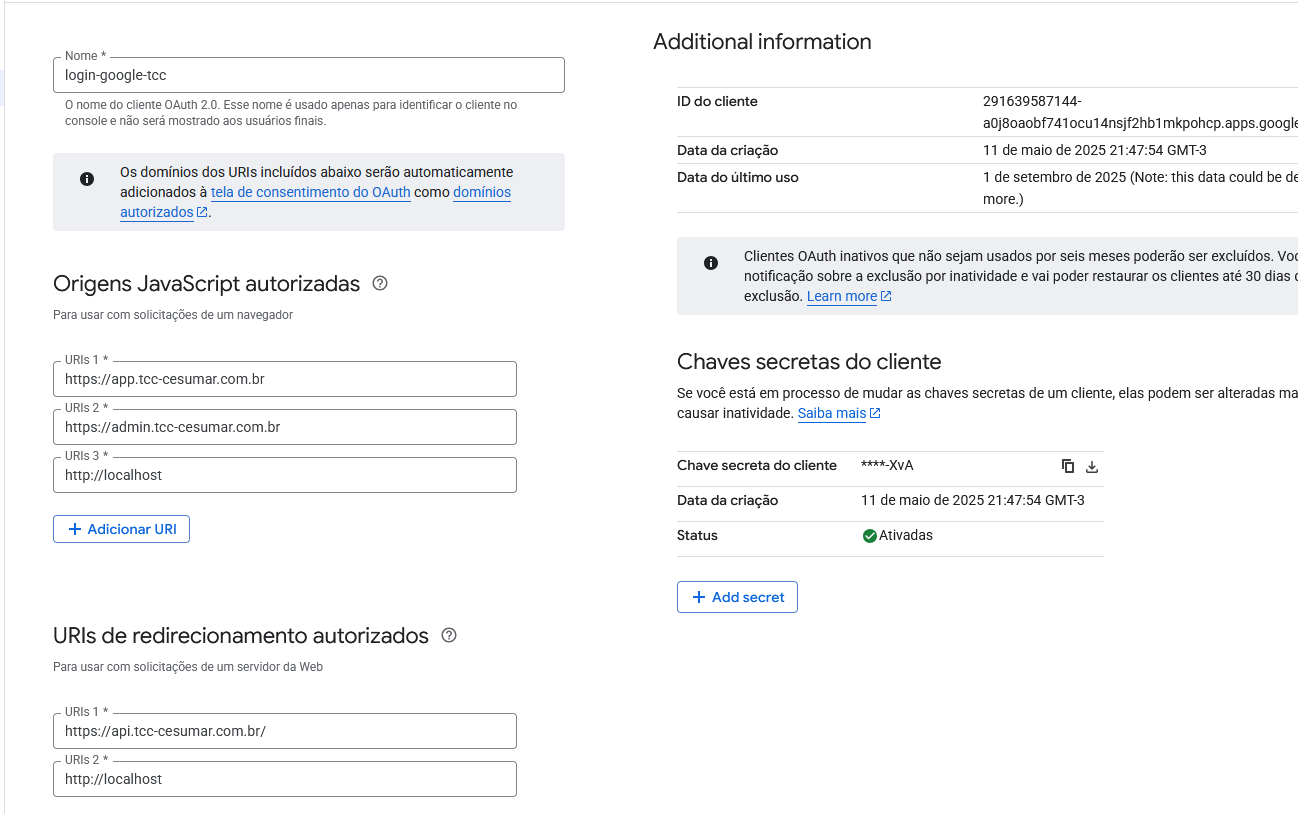 Nome *
login-google-tcc
O nome do cliente OAuth 2.0. Esse nome é usado apenas para identificar o cliente no
console e não será mostrado aos usuários finais.
Os domínios dos URIs incluídos abaixo serão automaticamente
adicionados à tela de consentimento do OAuth como domínios
autorizados.
Origens JavaScript autorizadas
Para usar com solicitações de um navegador
URIs 1 *
https://app.tcc-cesumar.com.br
URIs 2 *
https://admin.tcc-cesumar.com.br
URIs 3 *
http://localhost
Adicionar URI
URIs de redirecionamento autorizados
Para usar com solicitações de um servidor da Web
URIs 1 *
https://api.tcc-cesumar.com.br/
URIs 2 *
http://localhost
Additional information
ID do cliente
291639587144-
a0j8oaobf741ocu14nsjf2hb1mkpohcp.apps.google
Data da criação
11 de maio de 2025 21:47:54 GMT-3
Data do último uso
1 de setembro de 2025 (Note: this data could be de
more.)
Clientes OAuth inativos que não sejam usados por seis meses poderão ser excluídos. Voc
notificação sobre a exclusão por inatividade e vai poder restaurar os clientes até 30 dias
exclusão. Learn more
Chaves secretas do cliente
Se você está em processo de mudar as chaves secretas de um cliente, elas podem ser alteradas ma
causar inatividade. Saiba mais
Chave secreta do cliente ****-XvA
Data da criação 11 de maio de 2025 21:47:54 GMT-3
Status Ativadas
Add secret